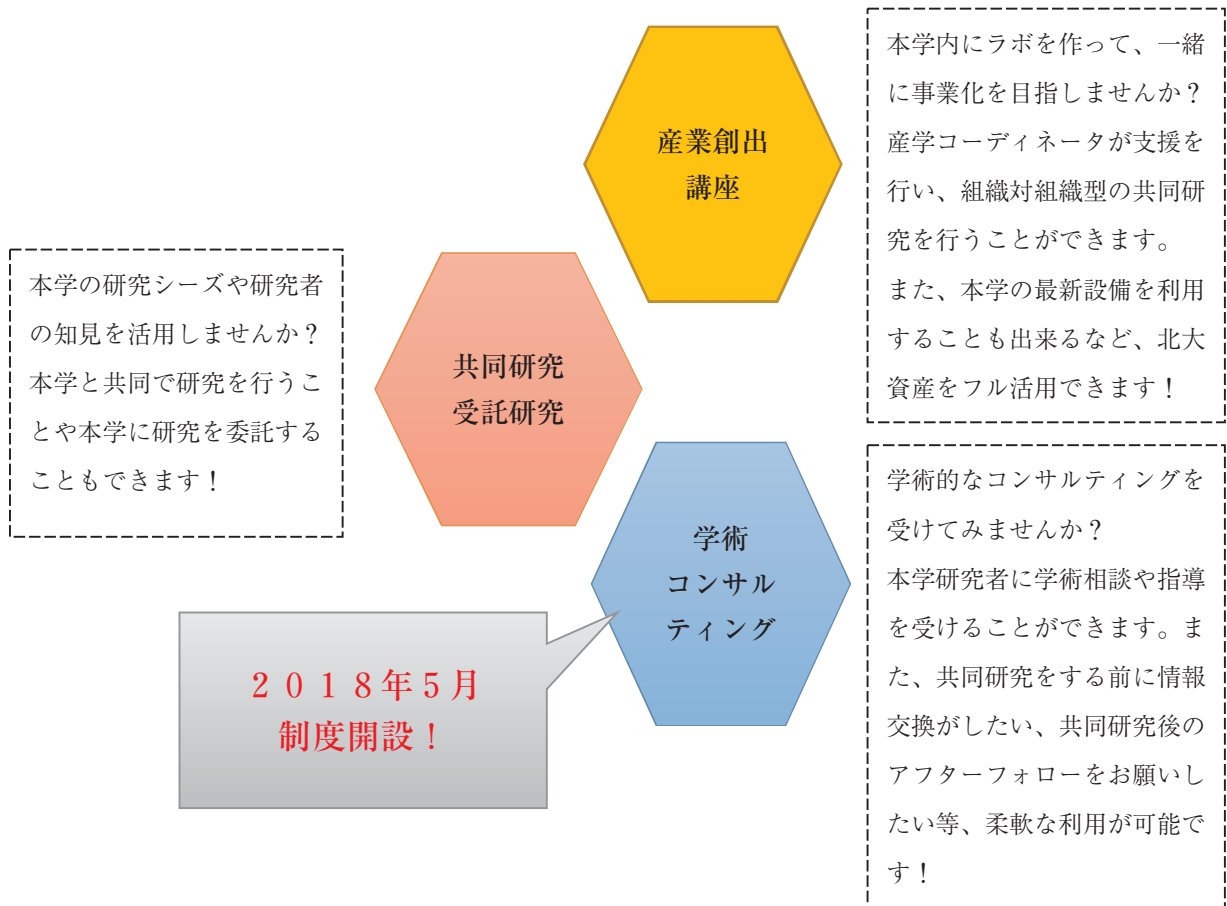 産業創出
講座
本学内にラボを作って、一緒
に事業化を目指しませんか？
産学コーディネータが支援を
行い、組織対組織型の共同研
究を行うことができます。
また、本学の最新設備を利用
することも出来るなど、北大
資産をフル活用できます！
共同研究
受託研究
本学の研究シーズや研究者
の知見を活用しませんか？
本学と共同で研究を行うこ
とや本学に研究を委託する
こともできます！
学術
コンサル
ティング
２０１８年５月
制度開設！
学術的なコンサルティングを
受けてみませんか？
本学研究者に学術相談や指導
を受けることができます。ま
た、共同研究をする前に情報
交換がしたい、共同研究後の
アフターフォローをお願いし
たい等、柔軟な利用が可能で
す！